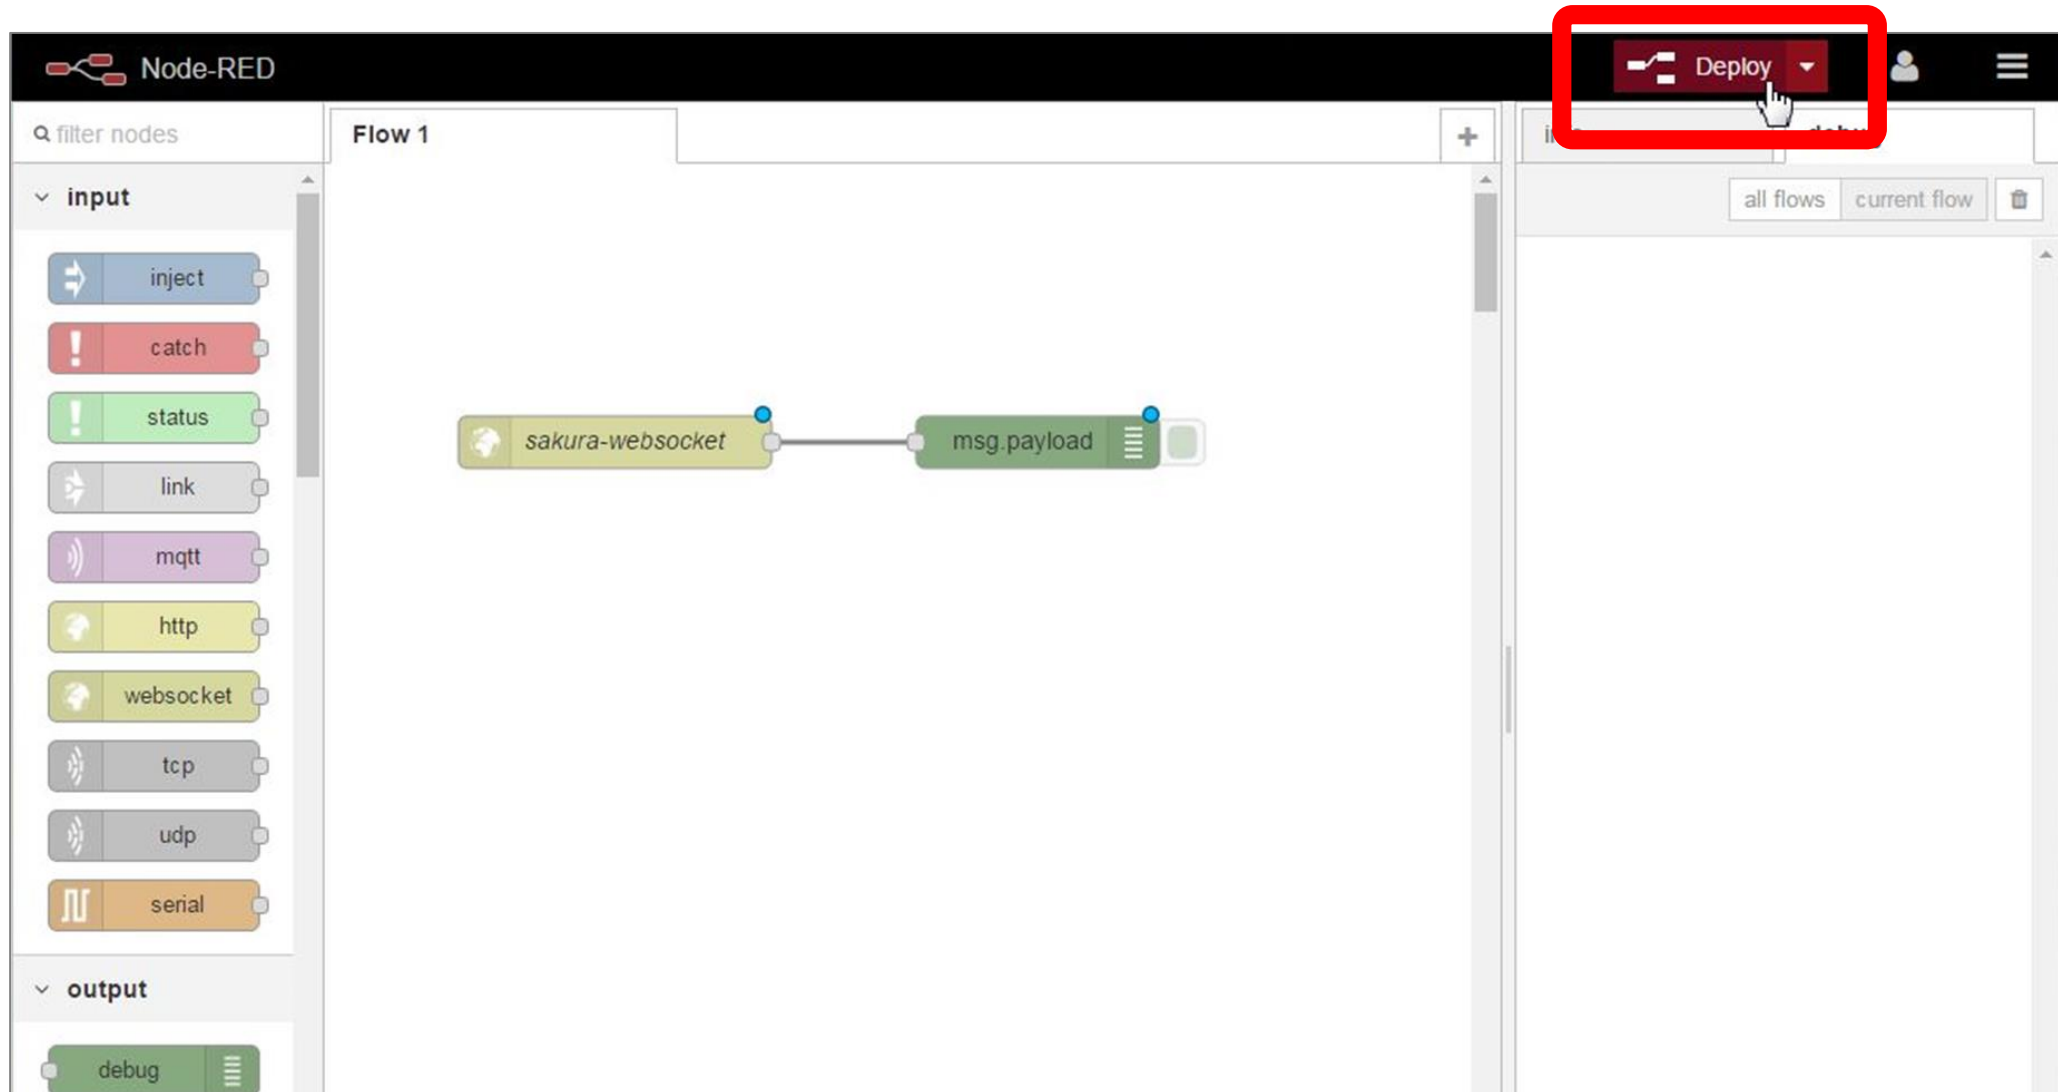 Node-RED
Deploy
filter nodes
Flow 1
all flows
current flow
input
inject
catch
status
link
mqtt
http
websocket
tcp
udp
serial
output
debug
sakura-websocket
msg.payload